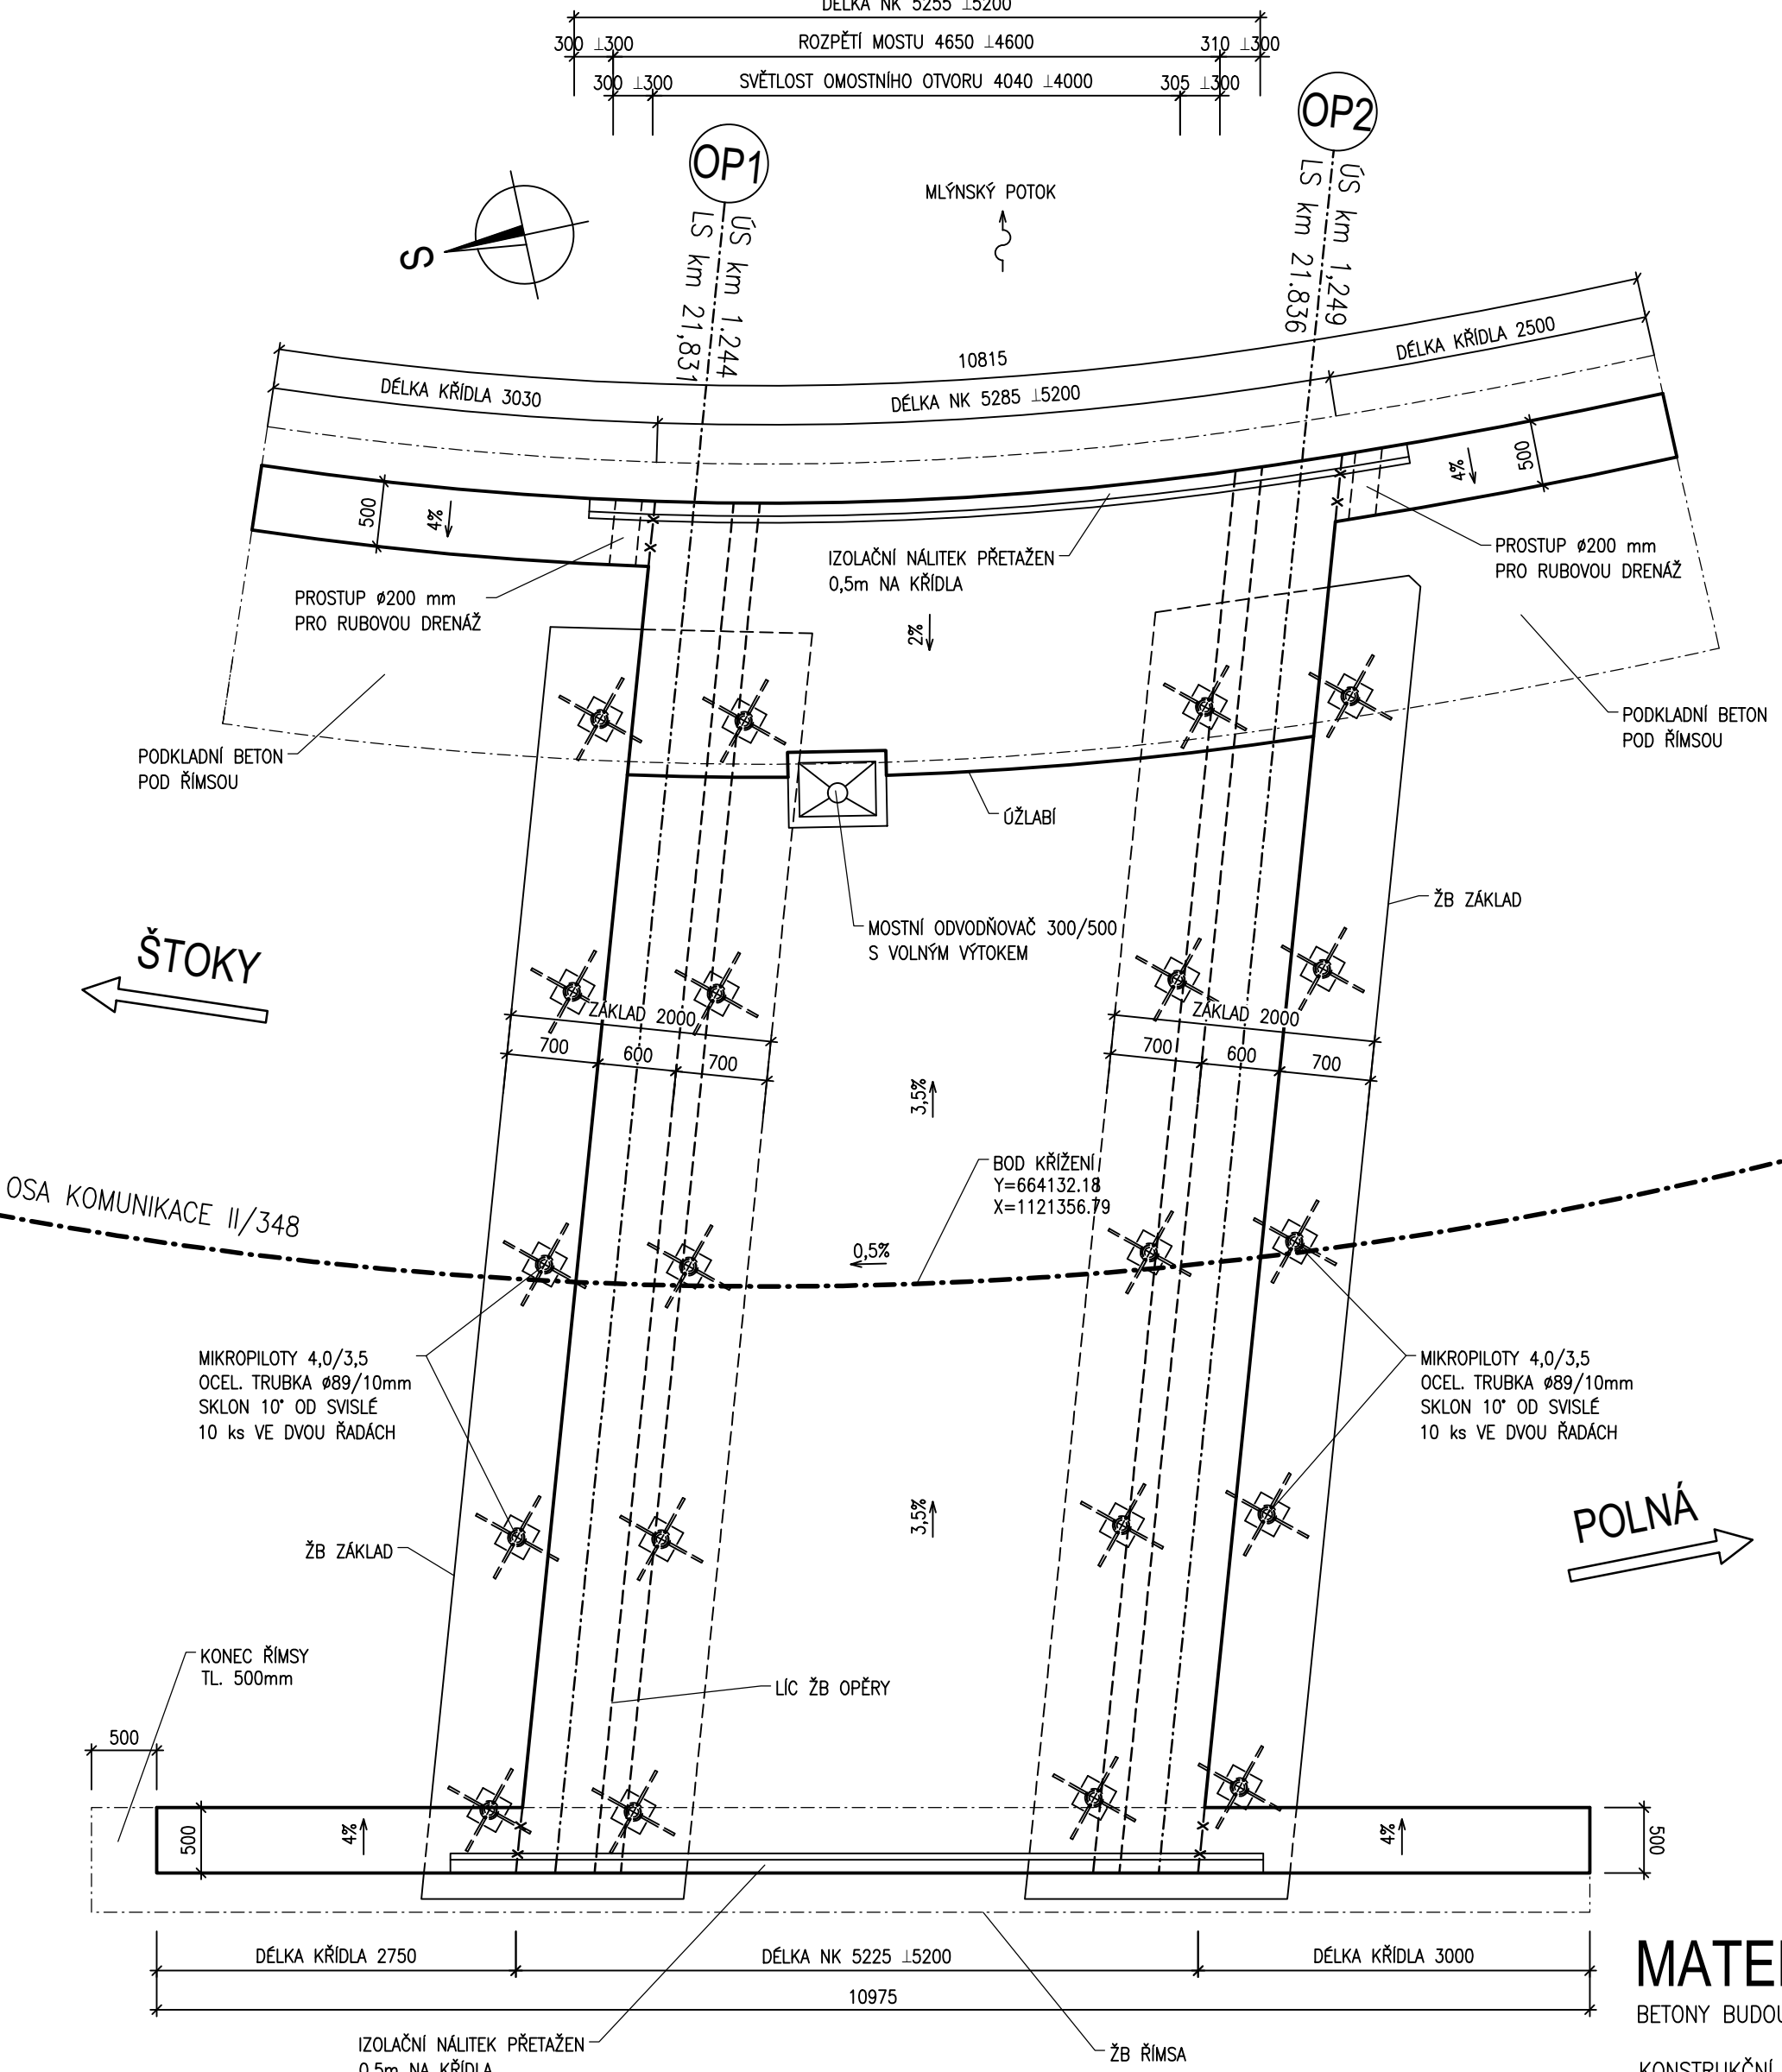 DÉLKA NK 5255 ⊥5200
300 ⊥300
ROZPĚTÍ MOSTU 4650 ⊥4600
310 ⊥300
300 ⊥300
SVĚTLOST OMOSTNÍHO OTVORU 4040 ⊥4000
305 ⊥300
OP1
OP2
MLÝNSKÝ POTOK
S
ÚS km 1.244
LS km 21,831
ÚS km 1,249
LS km 21.836
10815
DÉLKA KŘÍDLA 3030
DÉLKA NK 5285 ⊥5200
DÉLKA KŘÍDLA 2500
500
4%
4%
500
IZOLAČNÍ NÁLITEK PŘETAŽEN
0,5m NA KŘÍDLA
PROSTUP ø200 mm
PRO RUBOVOU DRENÁŽ
PROSTUP ø200 mm
PRO RUBOVOU DRENÁŽ
2%
PODKLADNÍ BETON
POD ŘÍMSOU
PODKLADNÍ BETON
POD ŘÍMSOU
ÚŽLABÍ
ŽB ZÁKLAD
MOSTNÍ ODVODŇOVAČ 300/500
S VOLNÝM VÝTOKEM
ŠTOKY
ZÁKLAD 2000
700
600
700
ZÁKLAD 2000
700
600
700
3,5%
BOD KŘÍŽENÍ
Y=664132.18
X=1121356.79
OSA KOMUNIKACE II/348
0,5%
MIKROPILOTY 4,0/3,5
OCEL. TRUBKA ø89/10mm
SKLON 10° OD SVISLÉ
10 ks VE DVOU ŘADÁCH
MIKROPILOTY 4,0/3,5
OCEL. TRUBKA ø89/10mm
SKLON 10° OD SVISLÉ
10 ks VE DVOU ŘADÁCH
3,5%
POLNÁ
ŽB ZÁKLAD
KONEC ŘÍMSY
TL. 500mm
LÍC ŽB OPĚRY
500
500
4%
4%
500
DÉLKA KŘÍDLA 2750
DÉLKA NK 5225 ⊥5200
DÉLKA KŘÍDLA 3000
10975
MATE
BETONY BUDOU
IZOLAČNÍ NÁLITEK PŘETAŽEN
0,5m NA KŘÍDLA
ŽB ŘÍMSA
KONSTRUKČNÍ